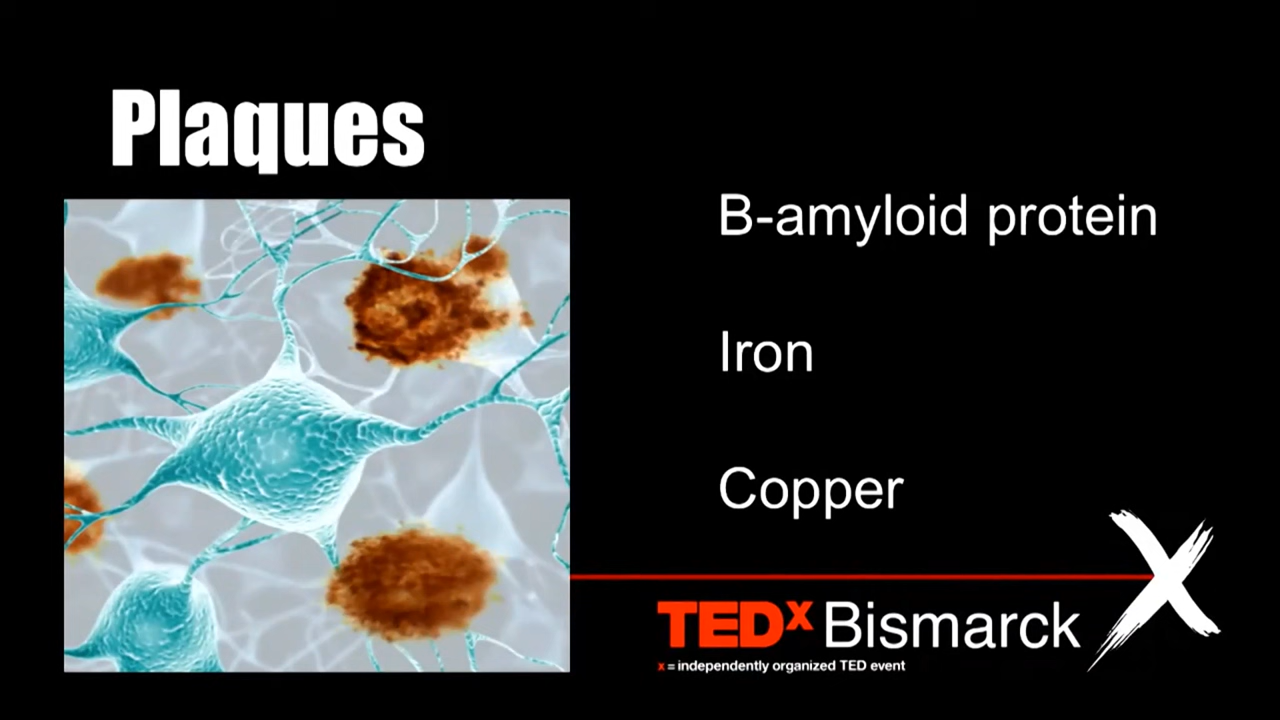 Plaques
B-amyloid protein
Iron
Copper
X
TEDx Bismarck
x = independently organized TED event